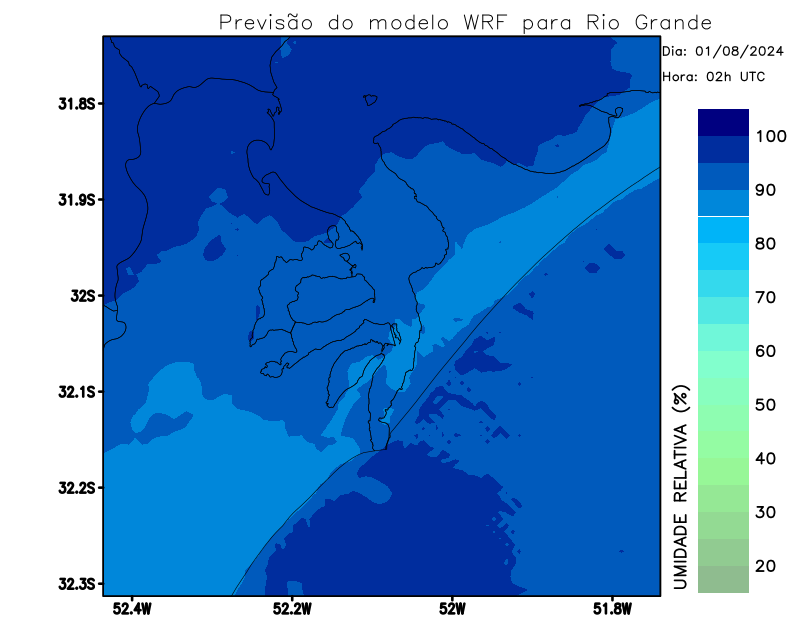 Previsão do modelo WRF para Rio Grande
Dia: 01/08/2024
Hora: 02h UTC
31.8S
31.9S
32S
32.1S
32.2S
32.3S
52.4W
52.2W
52W
51.8W
UMIDADE RELATIVA (%)
100
90
80
70
60
50
40
30
20